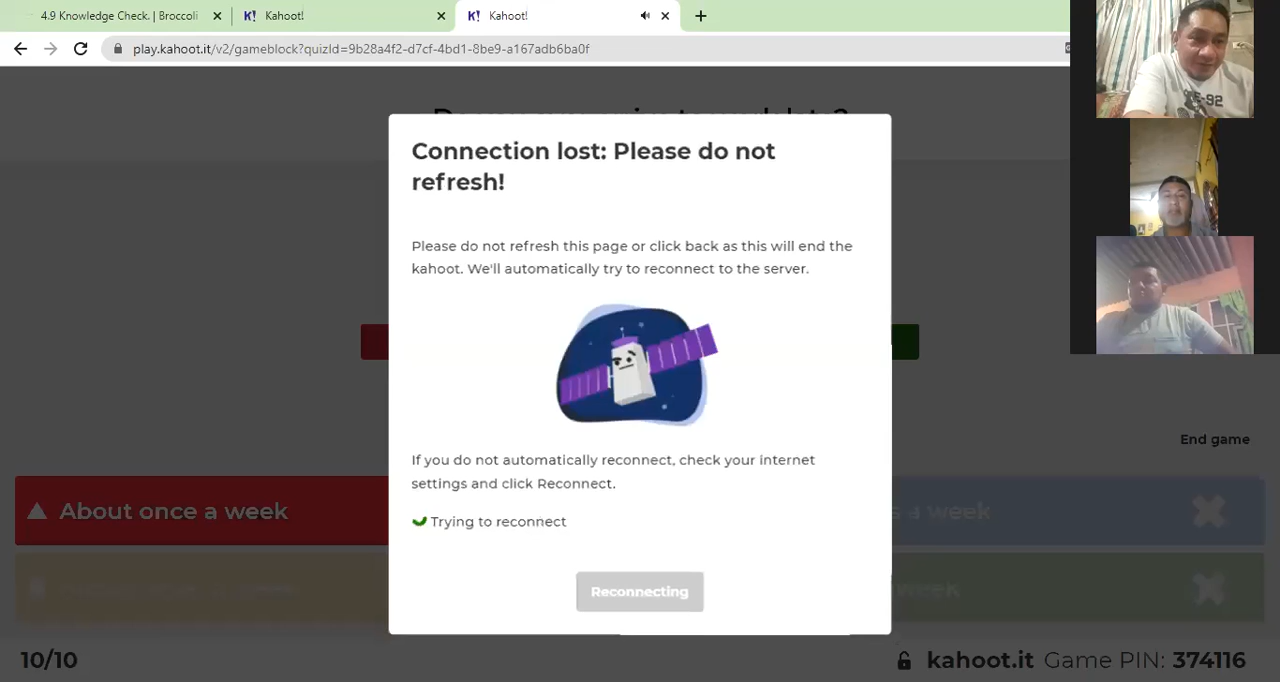 4.9 Knowledge Check. | Broccoli
Kahoot!
Kahoot!
play.kahoot.it/v2/gameblock?quizId=9b28a4f2-d7cf-4bd1-8be9-a167adb6ba0f
Connection lost: Please do not
refresh!
Please do not refresh this page or click back as this will end the
kahoot. We'll automatically try to reconnect to the server.
If you do not automatically reconnect, check your internet
settings and click Reconnect.
Trying to reconnect
Reconnecting
End game
About once a week
a week
week
10/10
kahoot.it Game PIN: 374116